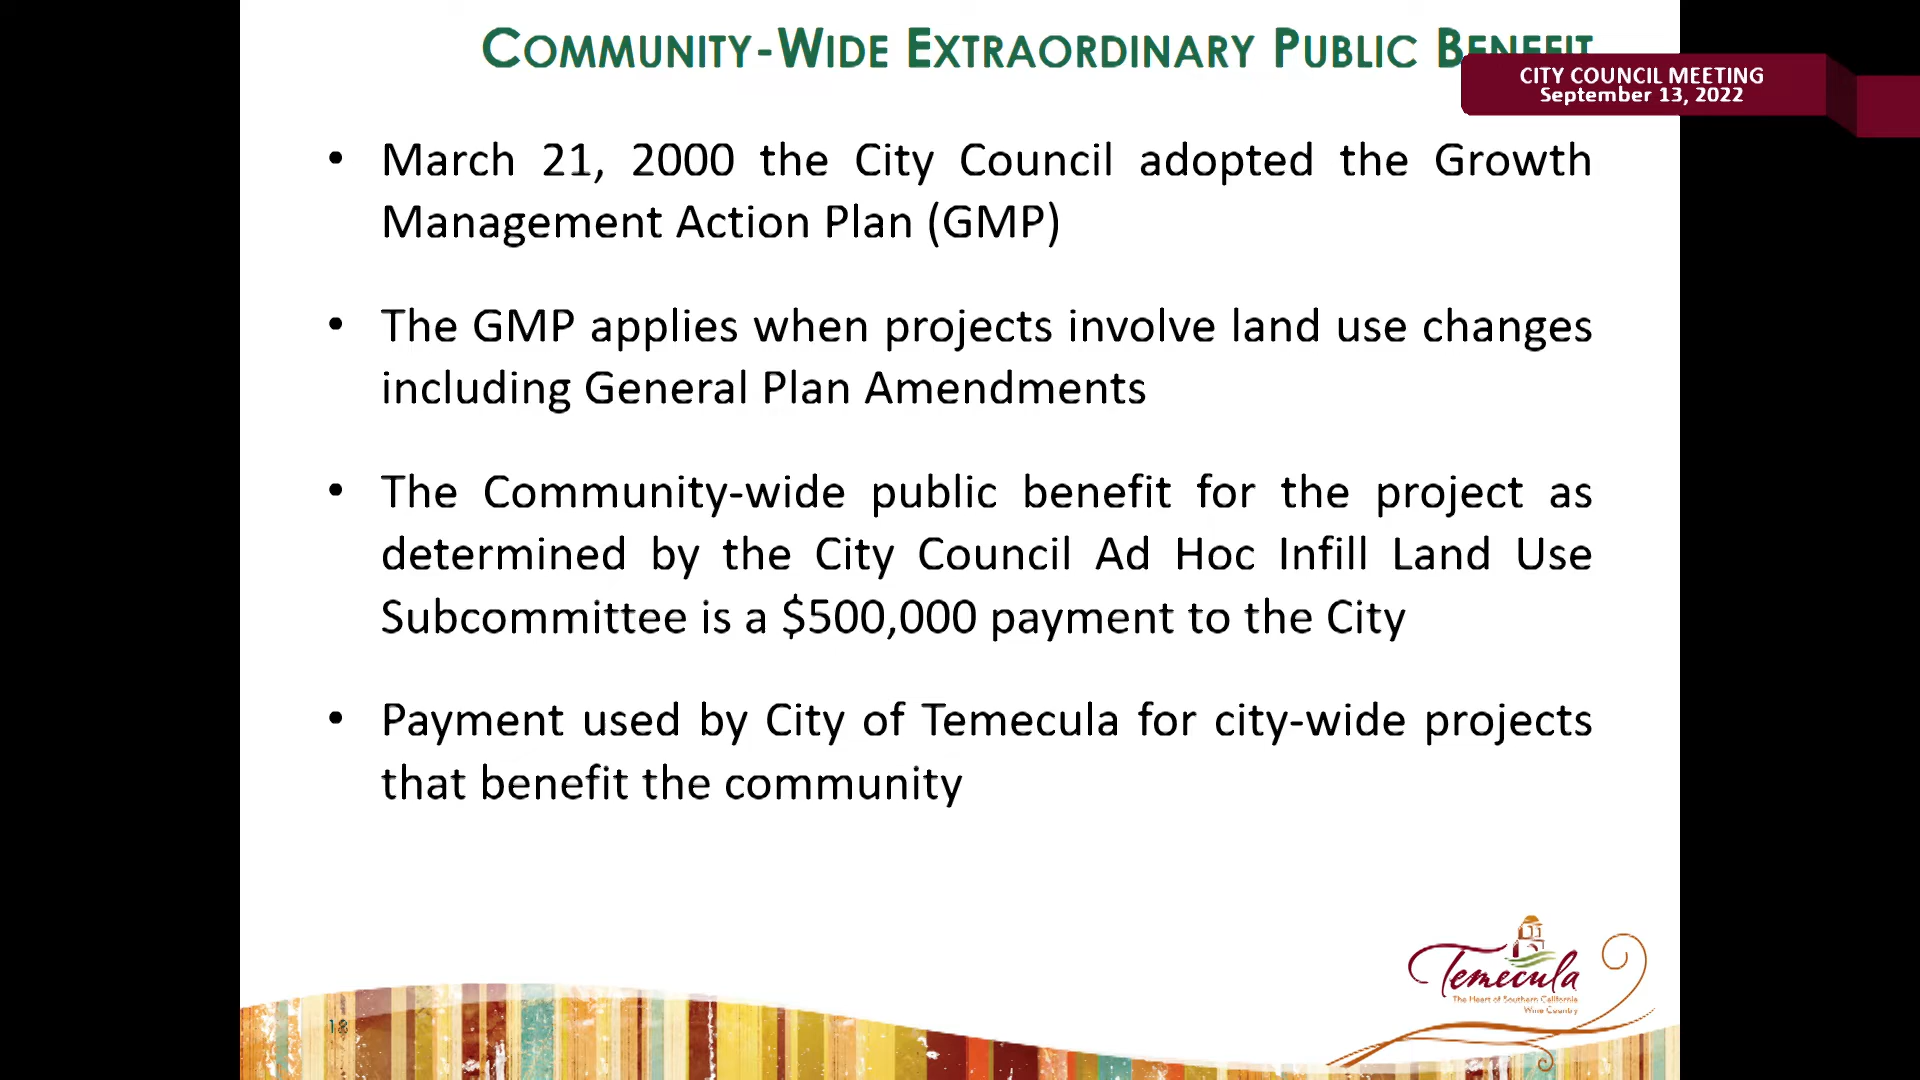 COMMUNITY-WIDE EXTRAORDINARY PUBLIC BENEFIT
CITY COUNCIL MEETING
September 13, 2022
• March 21, 2000 the City Council adopted the Growth
Management Action Plan (GMP)
• The GMP applies when projects involve land use changes
including General Plan Amendments
• The Community-wide public benefit for the project as
determined by the City Council Ad Hoc Infill Land Use
Subcommittee is a $500,000 payment to the City
• Payment used by City of Temecula for city-wide projects
that benefit the community
Temecula
The Heart of Southern California
Wine Country
18